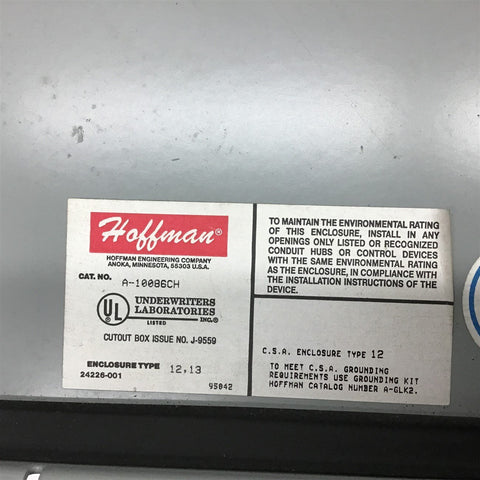 Hoffman®
HOFFMAN ENGINEERING COMPANY
ANOKA, MINNESOTA, 55303 U.S.A.
CAT. NO.
A-10086CH
UL
UNDERWRITERS
LABORATORIES
INC.®
LISTED
CUTOUT BOX ISSUE NO. J-9559
ENCLOSURE TYPE 12,13
24226-001
95042
TO MAINTAIN THE ENVIRONMENTAL RATING
OF THIS ENCLOSURE, INSTALL IN ANY
OPENINGS ONLY LISTED OR RECOGNIZED
CONDUIT HUBS OR CONTROL DEVICES
WITH THE SAME ENVIRONMENTAL RATING
AS THE ENCLOSURE, IN COMPLIANCE WITH
THE INSTALLATION INSTRUCTIONS OF THE
DEVICE.
C.S.A. ENCLOSURE TYPE 12
TO MEET C.S.A. GROUNDING
REQUIREMENTS USE GROUNDING KIT
HOFFMAN CATALOG NUMBER A-GLK2.